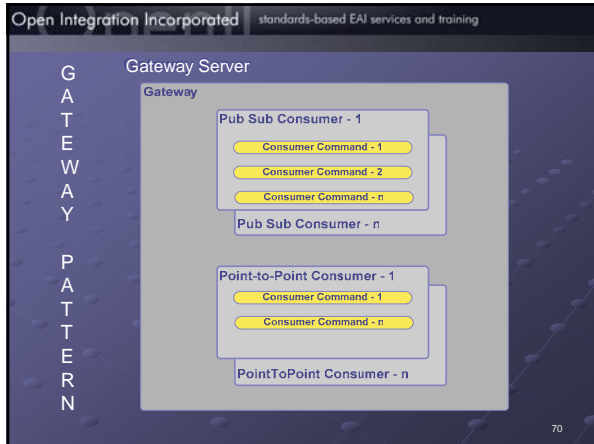 Open Integration Incorporated standards-based EAI services and training
GATEWAY PATTERN
Gateway Server
Gateway
Pub Sub Consumer - 1
Consumer Command - 1
Consumer Command - 2
Consumer Command - n
Pub Sub Consumer - n
Point-to-Point Consumer - 1
Consumer Command - 1
Consumer Command - n
PointToPoint Consumer - n
70